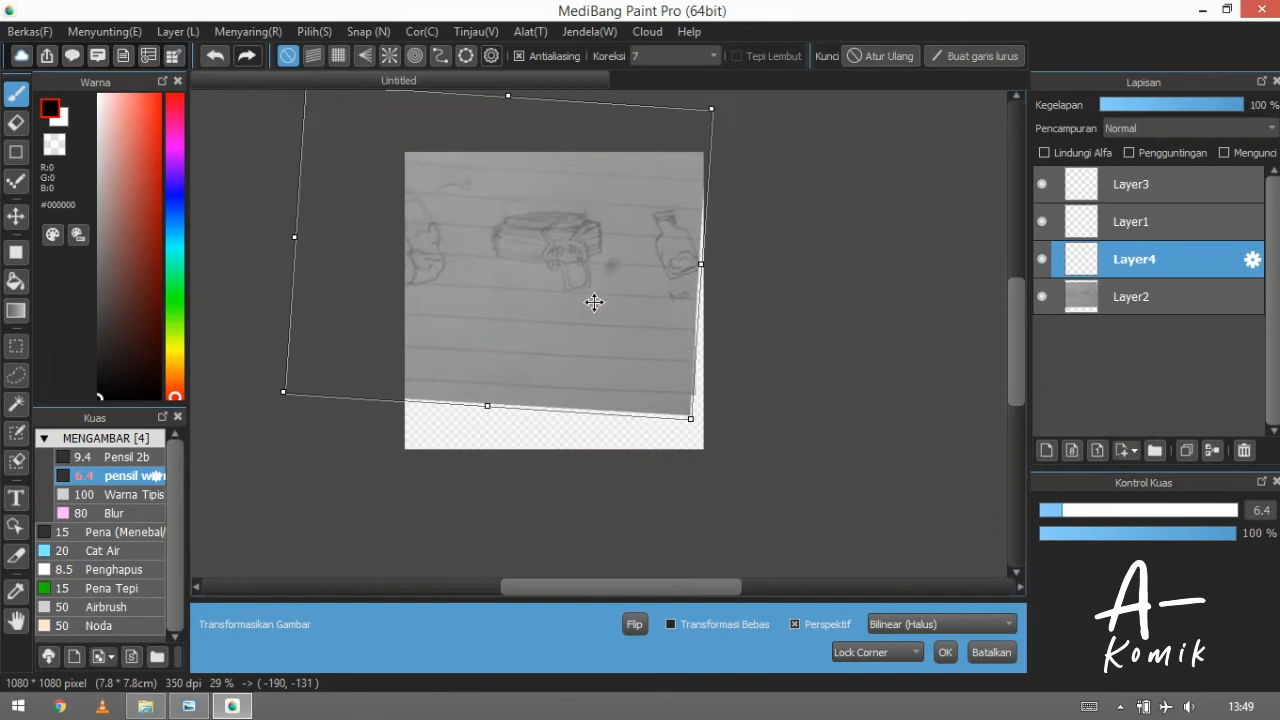 MediBang Paint Pro (64bit)
Berkas(F) Menyunting(E) Layer (L) Menyaring(R) Pilih(S) Snap (N) Cor(C) Tinjau(V) Alat(T) Jendela(W) Cloud Help
Antialiasing Koreksi 7 Tepi Lembut Kunci Atur Ulang Buat garis lurus
Warna
Untitled
Lapisan
R:0
G:0
B:0
#000000
Kegelapan 100 %
Pencampuran Normal
Lindungi Alfa Pengguntingan Mengunci
Layer3
Layer1
Layer4
Layer2
Kuas
MENGAMBAR [4]
9.4 Pensil 2b
6.4 pensil
100 Warna Tipis
80 Blur
15 Pena (Menebal/
20 Cat Air
8.5 Penghapus
15 Pena Tepi
50 Airbrush
50 Noda
Kontrol Kuas
6.4
100 %
A-
Komik
Transformasikan Gambar Flip Transformasi Bebas Perspektif Bilinear (Halus)
Lock Corner OK Batalkan
1080 * 1080 pixel (7.8 * 7.8cm) 350 dpi 29 % -> ( -190, -131 )
13:49